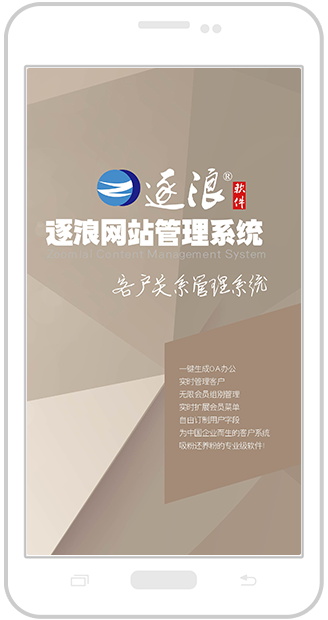 逐浪®
软件
逐浪网站管理系统
Content Management System
客户关系管理系统
一键生成OA办公
实时管理客户
无限会员组别管理
实时扩展会员菜单
自由订制用户字段
为中国企业而生的客户系统
吸粉还养粉的专业级软件!